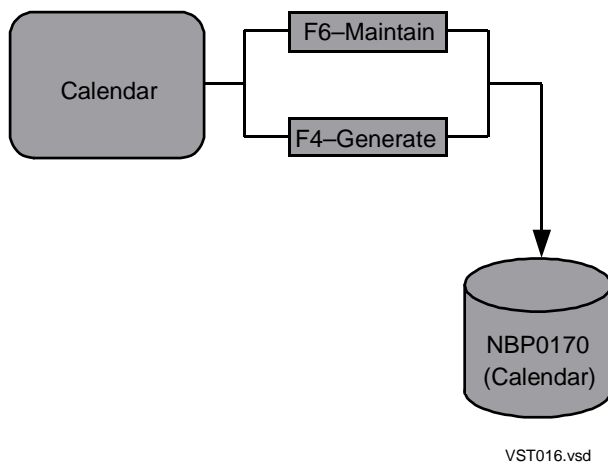 F6–Maintain
Calendar
F4–Generate
NBP0170
(Calendar)
VST016.vsd